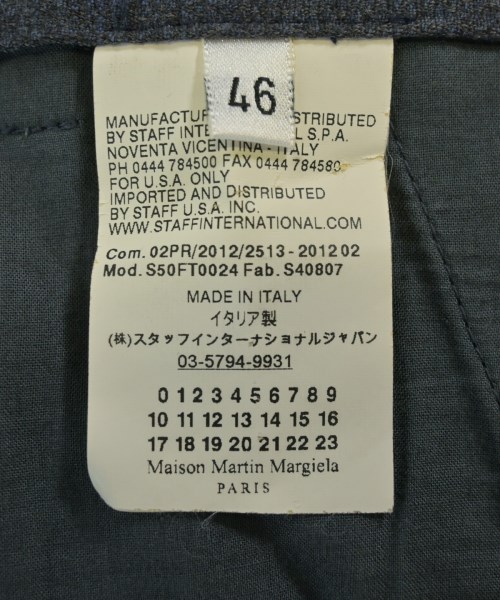 46
MANUFACTUR STRIBUTED
BY STAFF INTER L S.P.A.
NOVENTA VICENTINA - ITALY
PH 0444 784500 FAX 0444 784580
FOR U.S.A. ONLY
IMPORTED AND DISTRIBUTED
BY STAFF U.S.A. INC.
WWW.STAFFINTERNATIONAL.COM
Com. 02PR/2012/2513 - 2012 02
Mod. S50FT0024 Fab. S40807
MADE IN ITALY
イタリア製
(株)スタッフインターナショナルジャパン
03-5794-9931
0 1 2 3 4 5 6 7 8 9
10 11 12 13 14 15 16
17 18 19 20 21 22 23
Maison Martin Margiela
PARIS